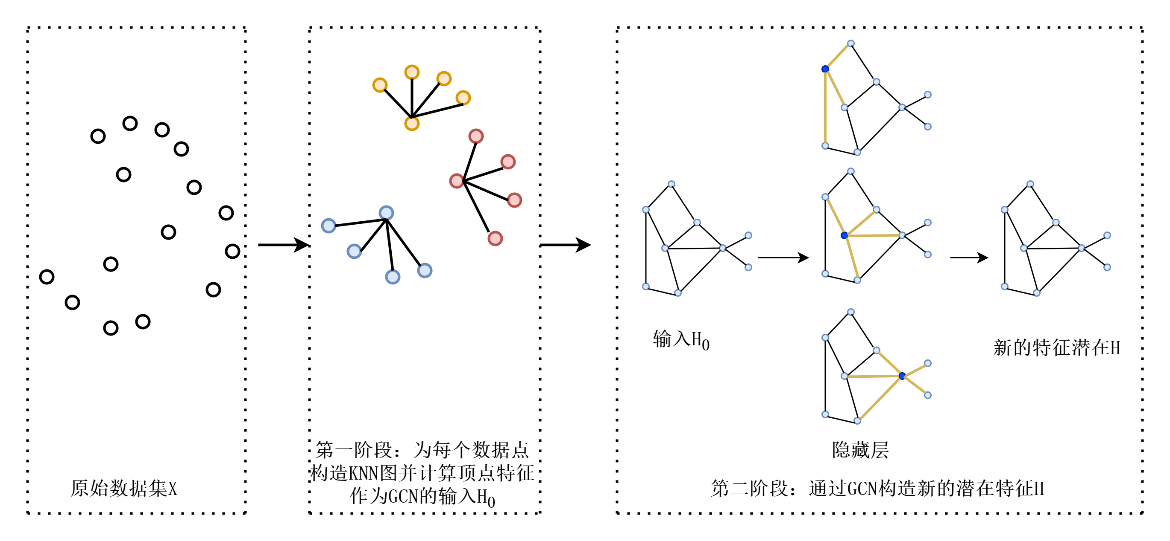 原始数据集X
第一阶段：为每个数据点
构造KNN图并计算顶点特征
作为GCN的输入H₀
输入H₀
隐藏层
新的特征潜在H
第二阶段：通过GCN构造新的潜在特征H